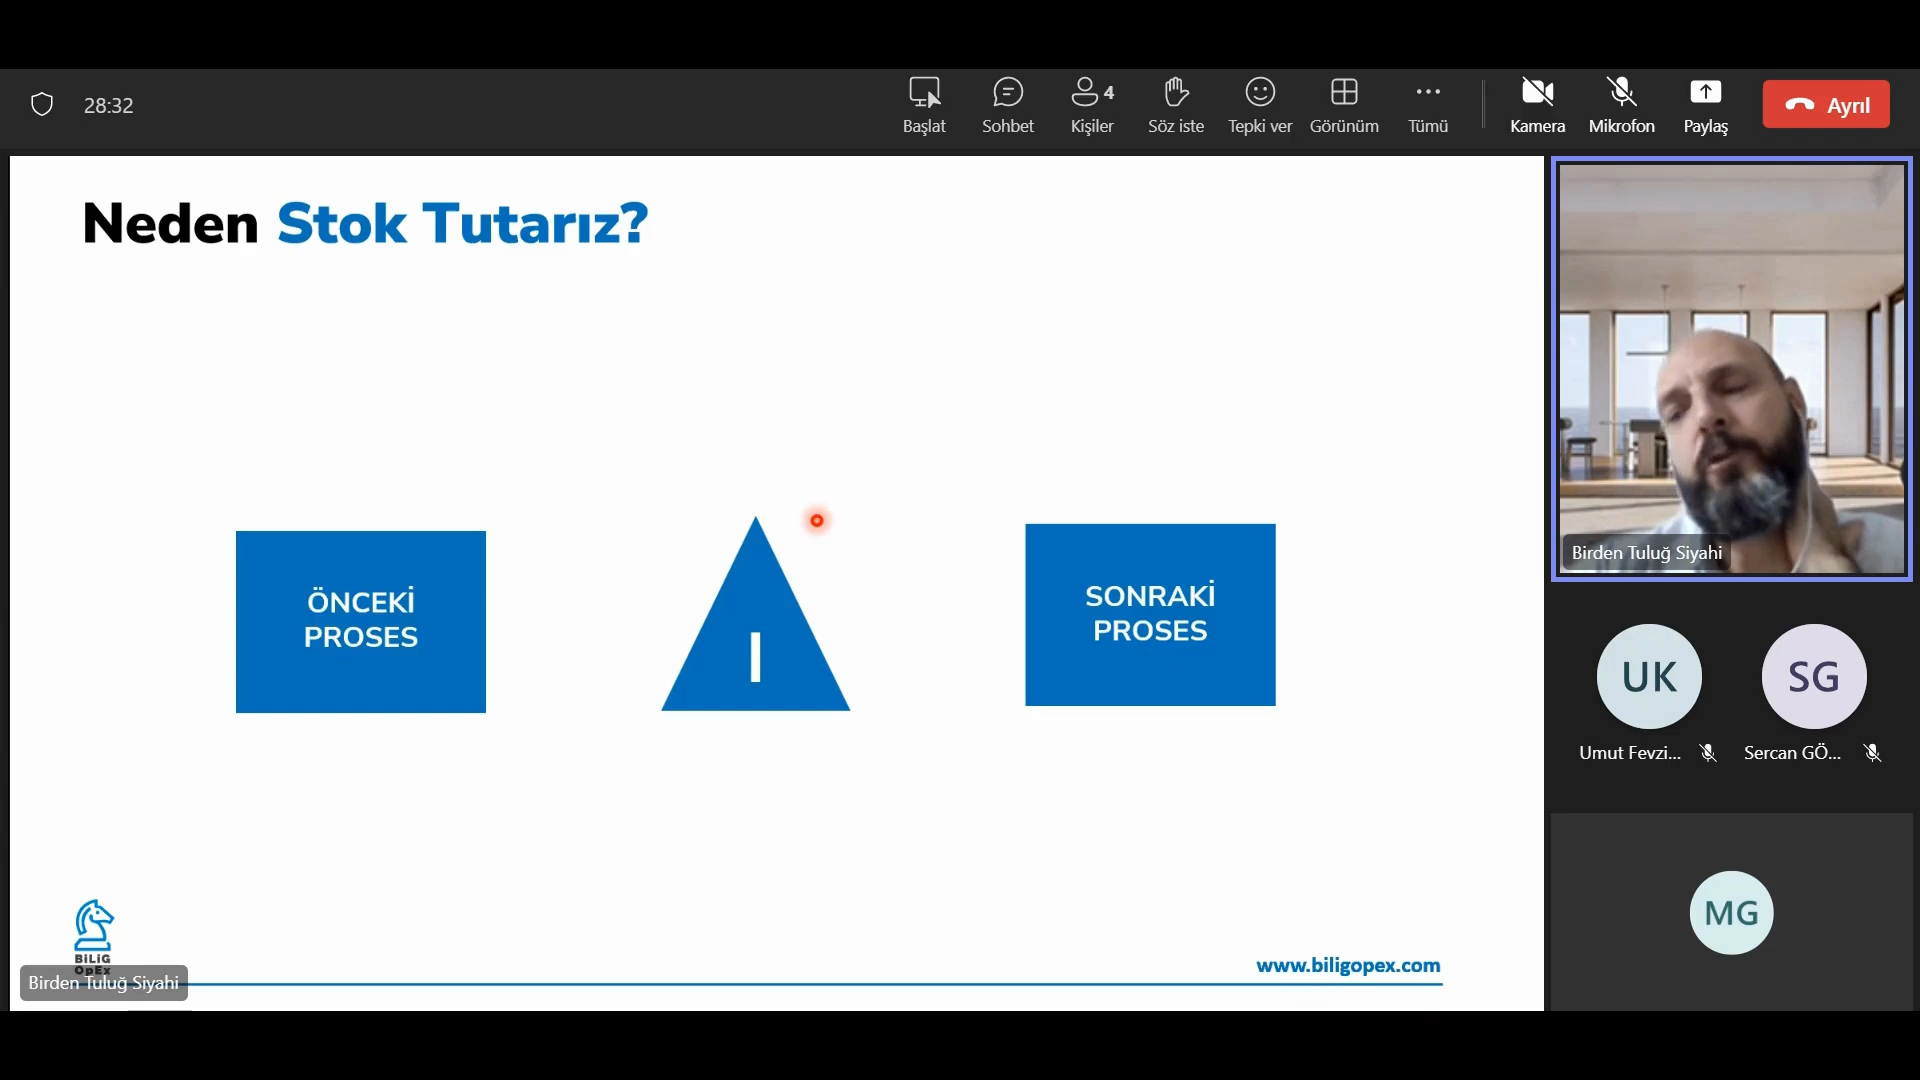 28:32
Başlat
Sohbet
4
Kişiler
Söz iste
Tepki ver
Görünüm
Tümü
Kamera
Mikrofon
Paylaş
Ayrıl
Neden Stok Tutarız?
ÖNCEKİ
PROSES
I
SONRAKİ
PROSES
BiLiG
OpEx
Birden Tuluğ Siyahi
www.biligopex.com
Birden Tuluğ Siyahi
UK
Umut Fevzi...
SG
Sercan GÖ...
MG